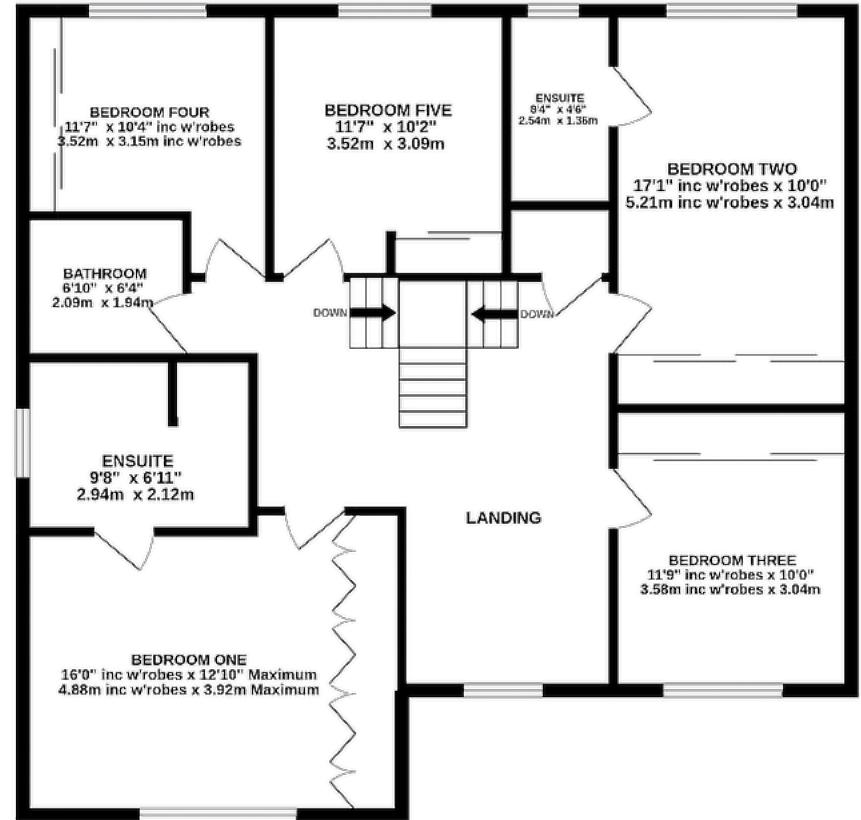 BEDROOM FOUR
11'7" x 10'4" inc w'robes
3.52m x 3.15m inc w'robes
BEDROOM FIVE
11'7" x 10'2"
3.52m x 3.09m
ENSUITE
8'4" x 4'6"
2.54m x 1.36m
BEDROOM TWO
17'1" inc w'robes x 10'0"
5.21m inc w'robes x 3.04m
BATHROOM
6'10" x 6'4"
2.09m x 1.94m
DOWN
DOWN
ENSUITE
9'8" x 6'11"
2.94m x 2.12m
LANDING
BEDROOM THREE
11'9" inc w'robes x 10'0"
3.58m inc w'robes x 3.04m
BEDROOM ONE
16'0" inc w'robes x 12'10" Maximum
4.88m inc w'robes x 3.92m Maximum